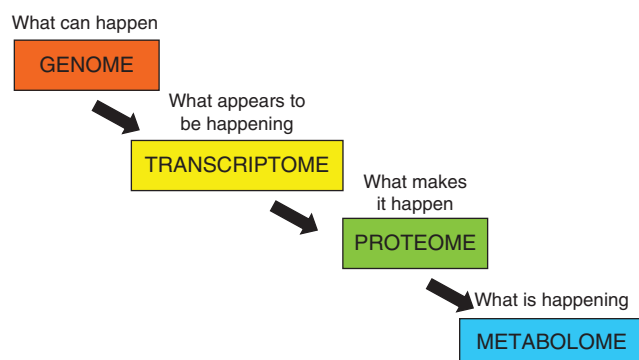 What can happen
GENOME
What appears to
be happening
TRANSCRIPTOME
What makes
it happen
PROTEOME
What is happening
METABOLOME